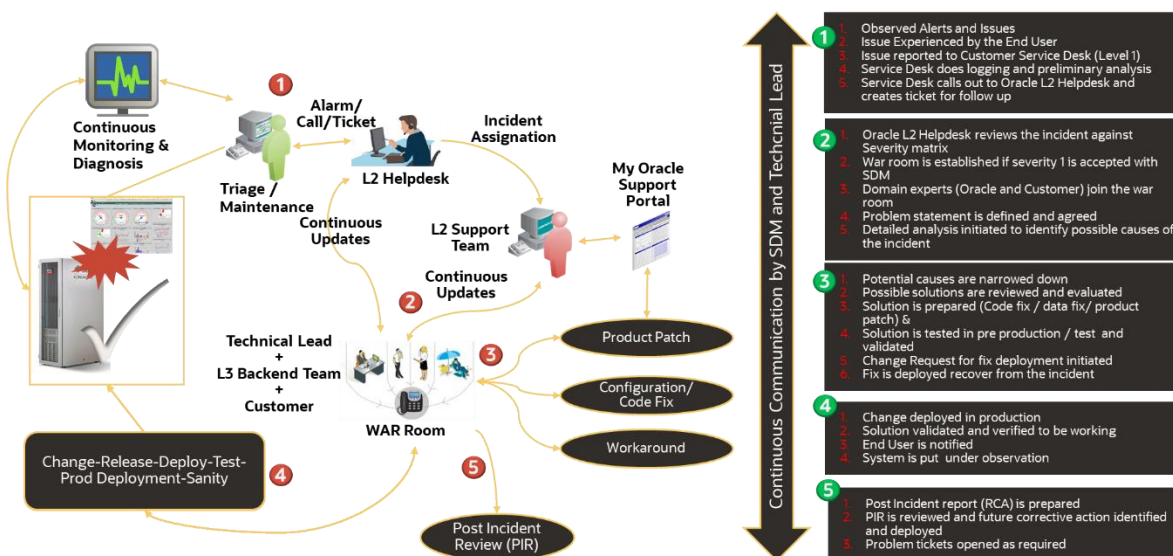 Continuous
Monitoring &
Diagnosis
1
Alarm/
Call/Ticket
Triage /
Maintenance
L2 Helpdesk
Continuous
Updates
Incident
Assignation
L2 Support
Team
My Oracle
Support
Portal
Continuous
Updates
2
Technical Lead
+
L3 Backend Team
+
Customer
WAR Room
3
Product Patch
Configuration/
Code Fix
Workaround
Change-Release-Deploy-Test-
Prod Deployment-Sanity
4
5
Post Incident
Review (PIR)
Continuous Communication by SDM and Techcnial Lead
1
1. Observed Alerts and Issues
2. Issue Experienced by the End User
3. Issue reported to Customer Service Desk (Level 1)
4. Service Desk does logging and preliminary analysis
5. Service Desk calls out to Oracle L2 Helpdesk and
creates ticket for follow up
2
1. Oracle L2 Helpdesk reviews the incident against
Severity matrix
2. War room is established if severity 1 is accepted with
SDM
3. Domain experts (Oracle and Customer) join the war
room
4. Problem statement is defined and agreed
5. Detailed analysis initiated to identify possible causes of
the incident
3
1. Potential causes are narrowed down
2. Possible solutions are reviewed and evaluated
3. Solution is prepared (Code fix / data fix/ product
patch) &
4. Solution is tested in pre production / test and
validated
5. Change Request for fix deployment initiated
6. Fix is deployed recover from the incident
4
1. Change deployed in production
2. Solution validated and verified to be working
3. End User is notified
4. System is put under observation
5
1. Post Incident report (RCA) is prepared
2. PIR is reviewed and future corrective action identified
and deployed
3. Problem tickets opened as required